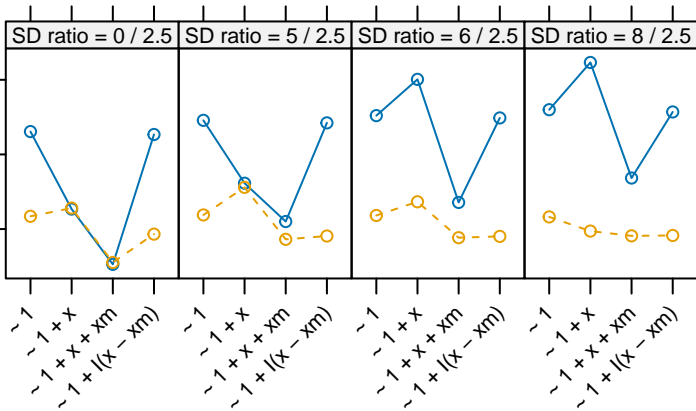 SD ratio = 0 / 2.5
SD ratio = 5 / 2.5
SD ratio = 6 / 2.5
SD ratio = 8 / 2.5
~ 1
~ 1 + x
~ 1 + x + xm
~ 1 + I(x − xm)
~ 1
~ 1 + x
~ 1 + x + xm
~ 1 + I(x − xm)
~ 1
~ 1 + x
~ 1 + x + xm
~ 1 + I(x − xm)
~ 1
~ 1 + x
~ 1 + x + xm
~ 1 + I(x − xm)